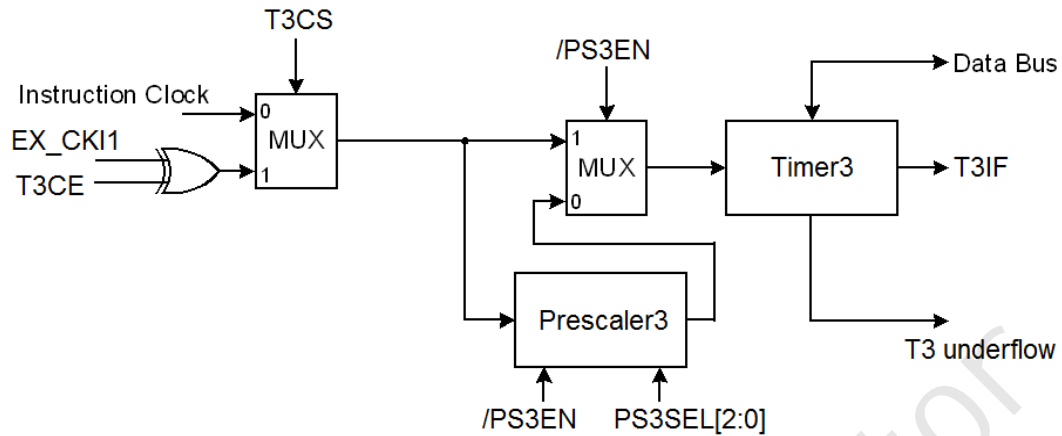 T3CS
/PS3EN
Instruction Clock
0
MUX
EX_CKI1
T3CE
1
1
MUX
0
Timer3
Data Bus
T3IF
Prescaler3
T3 underflow
/PS3EN
PS3SEL[2:0]